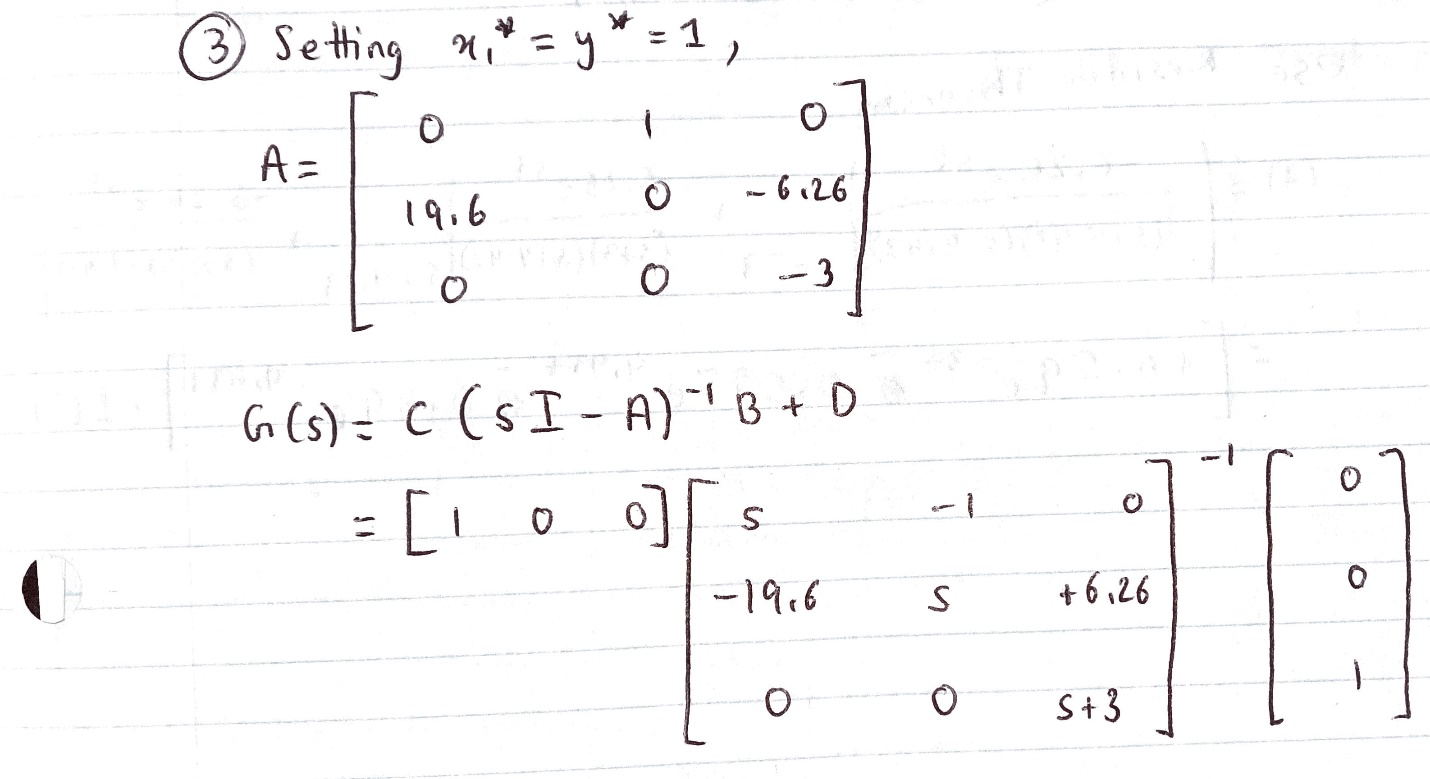 ③ Setting x₁* = y* = 1,
A = [ 0 1 0
19.6 0 -6.26
0 0 -3 ]
G(s) = C (sI - A)⁻¹ B + D
= [ 1 0 0 ] [ s -1 0 ]⁻¹ [ 0
-19.6 s +6.26 0
0 0 s+3 ] 1 ]